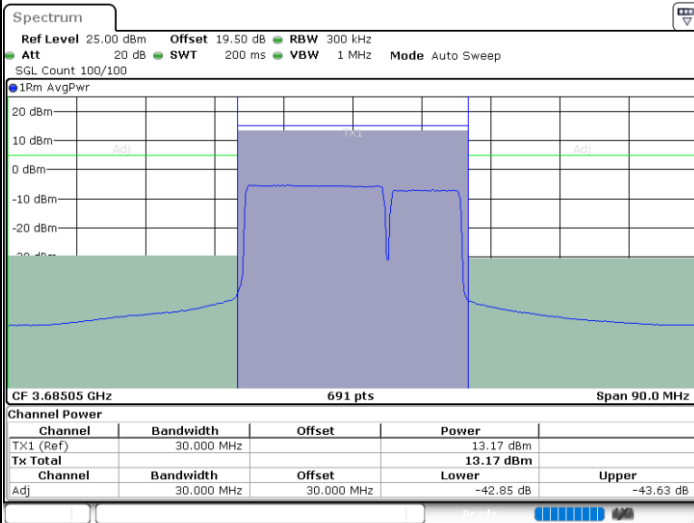 Spectrum
Ref Level 25.00 dBm Offset 19.50 dB RBW 300 kHz
Att 20 dB SWT 200 ms VBW 1 MHz Mode Auto Sweep
SGL Count 100/100
1Rm AvgPwr
20 dBm
TX1
10 dBm
Adj Adj
0 dBm
-10 dBm
-20 dBm
CF 3.68505 GHz 691 pts Span 90.0 MHz
Channel Power
Channel Bandwidth Offset Power
TX1 (Ref) 30.000 MHz 13.17 dBm
Tx Total 13.17 dBm
Channel Bandwidth Offset Lower Upper
Adj 30.000 MHz 30.000 MHz -42.85 dB -43.63 dB
Ready